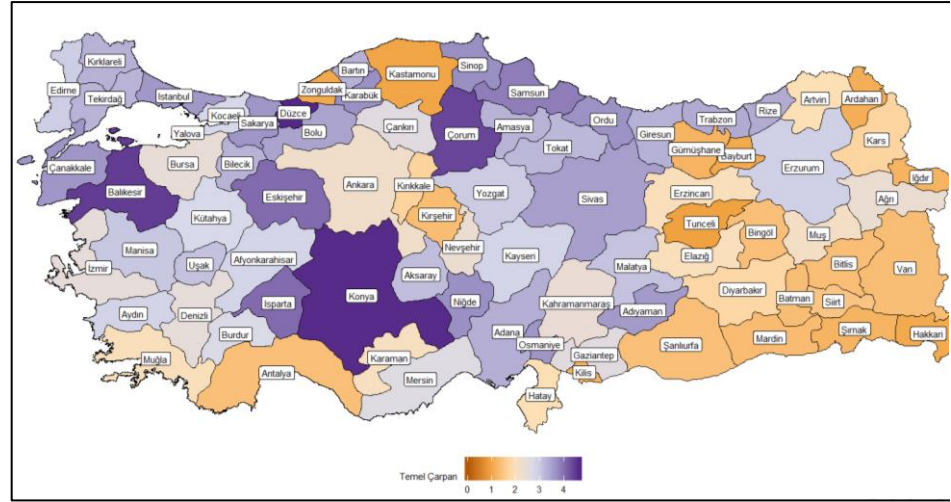 Kırklareli
Edirne
Tekirdağ
İstanbul
Kocaeli
Yalova
Sakarya
Düzce
Bolu
Zonguldak
Bartın
Karabük
Kastamonu
Sinop
Samsun
Çankırı
Çorum
Amasya
Tokat
Ordu
Giresun
Trabzon
Rize
Artvin
Ardahan
Kars
Gümüşhane
Bayburt
Iğdır
Çanakkale
Balıkesir
Bursa
Bilecik
Eskişehir
Ankara
Kırıkkale
Kırşehir
Yozgat
Sivas
Erzincan
Erzurum
Ağrı
Tunceli
Bingöl
Muş
Kütahya
Manisa
İzmir
Uşak
Afyonkarahisar
Nevşehir
Kayseri
Aksaray
Malatya
Elazığ
Bitlis
Van
Diyarbakır
Batman
Siirt
Aydın
Denizli
Isparta
Burdur
Konya
Niğde
Kahramanmaraş
Adıyaman
Şanlıurfa
Mardin
Şırnak
Hakkari
Muğla
Antalya
Karaman
Mersin
Adana
Osmaniye
Gaziantep
Kilis
Hatay
Temel Çarpan
0 1 2 3 4